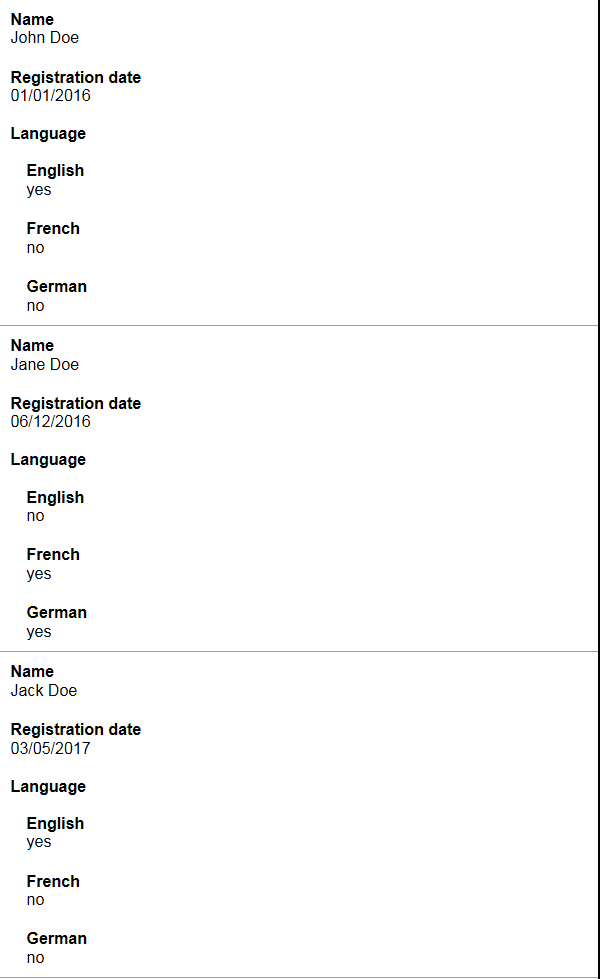 Name
John Doe
Registration date
01/01/2016
Language
English
yes
French
no
German
no
Name
Jane Doe
Registration date
06/12/2016
Language
English
no
French
yes
German
yes
Name
Jack Doe
Registration date
03/05/2017
Language
English
yes
French
no
German
no